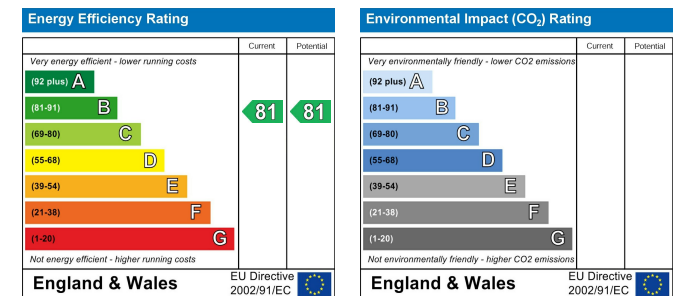 Energy Efficiency Rating
Current Potential
Very energy efficient - lower running costs
(92 plus) A
(81-91) B
81 81
(69-80) C
(55-68) D
(39-54) E
(21-38) F
(1-20) G
Not energy efficient - higher running costs
England & Wales
EU Directive
2002/91/EC
Environmental Impact (CO₂) Rating
Current Potential
Very environmentally friendly - lower CO2 emissions
(92 plus) A
(81-91) B
(69-80) C
(55-68) D
(39-54) E
(21-38) F
(1-20) G
Not environmentally friendly - higher CO2 emissions
England & Wales
EU Directive
2002/91/EC